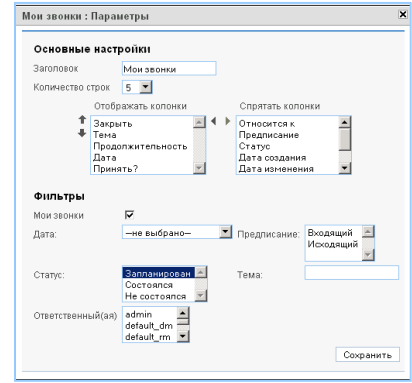 Мои звонки : Параметры
Основные настройки
Заголовок Мои звонки
Количество строк 5
Отображать колонки Спрятать колонки
Закрыть Относится к
Тема Предписание
Продолжительность Статус
Дата Дата создания
Принять? Дата изменения
Фильтры
Мои звонки
Дата: --не выбрано-- Предписание: Входящий
Исходящий
Статус: Запланирован Тема:
Состоялся
Не состоялся
Ответственный(ая) admin
default_dm
default_rm
Сохранить